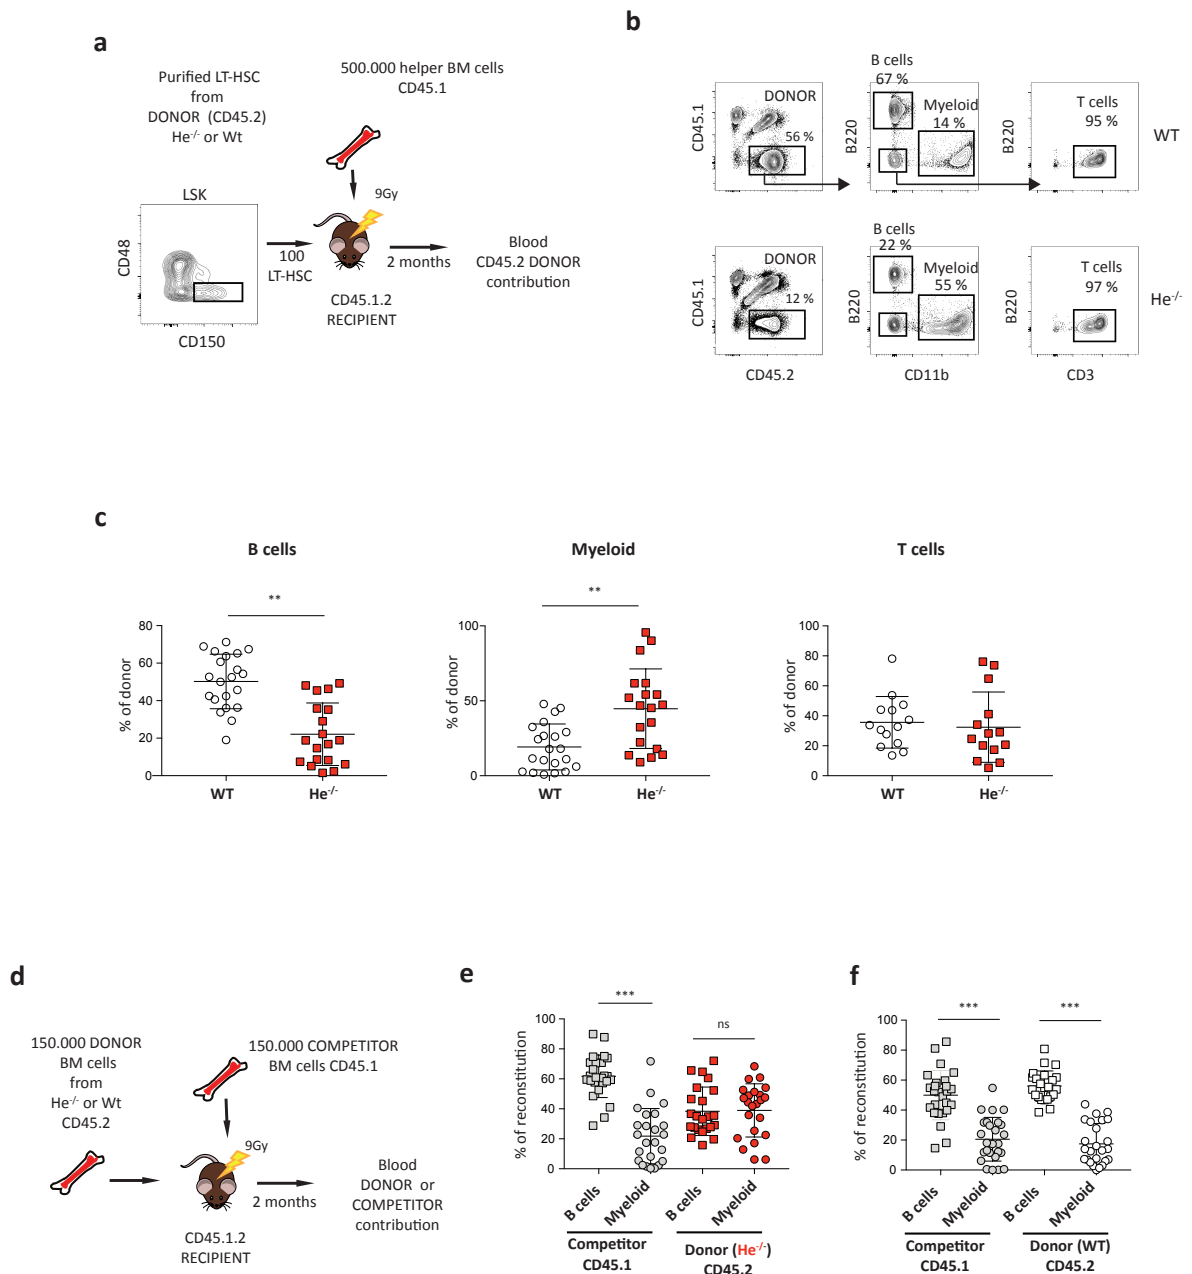 a
Purified LT-HSC
from
DONOR (CD45.2)
He-/- or Wt
500.000 helper BM cells
CD45.1
LSK
CD48
CD150
100
LT-HSC
9Gy
CD45.1.2
RECIPIENT
2 months
Blood
CD45.2 DONOR
contribution
b
CD45.1
DONOR
56 %
B220
B cells
67 %
Myeloid
14 %
B220
T cells
95 %
WT
CD45.1
DONOR
12 %
B220
B cells
22 %
Myeloid
55 %
B220
T cells
97 %
He-/-
CD45.2
CD11b
CD3
c
B cells
**
% of donor
80
60
40
20
0
WT
He-/-
Myeloid
**
% of donor
100
50
0
WT
He-/-
T cells
% of donor
100
80
60
40
20
0
WT
He-/-
d
150.000 DONOR
BM cells
from
He-/- or Wt
CD45.2
150.000 COMPETITOR
BM cells CD45.1
9Gy
CD45.1.2
RECIPIENT
2 months
Blood
DONOR or
COMPETITOR
contribution
e
% of reconstitution
100
80
60
40
20
0
***
ns
B cells
Myeloid
B cells
Myeloid
Competitor
CD45.1
Donor (He-/-)
CD45.2
f
% of reconstitution
100
80
60
40
20
0
***
***
B cells
Myeloid
B cells
Myeloid
Competitor
CD45.1
Donor (WT)
CD45.2